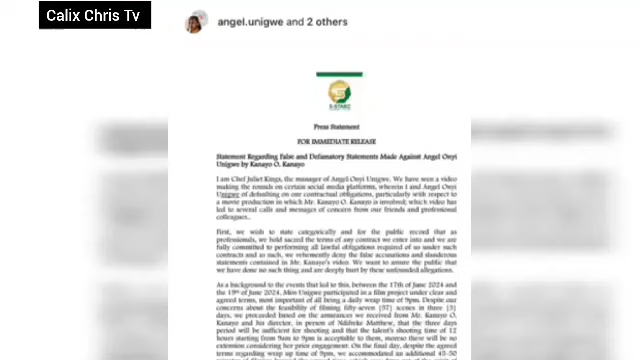 Calix Chris Tv
angel.unigwe and 2 others
Press Statement
FOR IMMEDIATE RELEASE
Statement Regarding False and Defamatory Statements Made Against Angel Onyi
Unigwe by Kanayo O. Kanayo
I am Chef Juliet Kings, the manager of Angel Onyi Unigwe. We have seen a video
making the rounds on certain social media platforms, wherein I and Angel Onyi
Unigwe of defaulting on our contractual obligations, particularly with respect to
a movie production in which Mr. Kanayo O. Kanayo is involved; which video has
led to several calls and messages of concern from our friends and professional
colleagues..
First, we wish to state categorically and for the public record that as
professionals, we hold sacred the terms of any contract we enter into and we are
fully committed to performing all lawful obligations required of us under such
contracts and as such, we vehemently deny the false accusations and slanderous
statements contained in Mr. Kanayo's video. We want to assure the public that
we have done no such thing and are deeply hurt by these unfounded allegations.
As a background to the events that led to this, between the 17th of June 2024 and
the 19th of June 2024, Miss Unigwe participated in a film project under clear and
agreed terms, most important of all being a daily wrap time of 9pm. Despite our
concerns about the feasibility of filming fifty-seven [57] scenes in three [3]
days, we proceeded based on the assurances we received from Mr. Kanayo O.
Kanayo and his director, in person of Ndifreke Matthew, that the three days
period will be sufficient for shooting and that the talent's shooting time of 12
hours starting from 9am to 9pm is acceptable to them, moreso there will be no
extension considering her prior engagement. On the final day, despite the agreed
terms regarding wrap up time of 9pm, we accommodated an additional 45-50